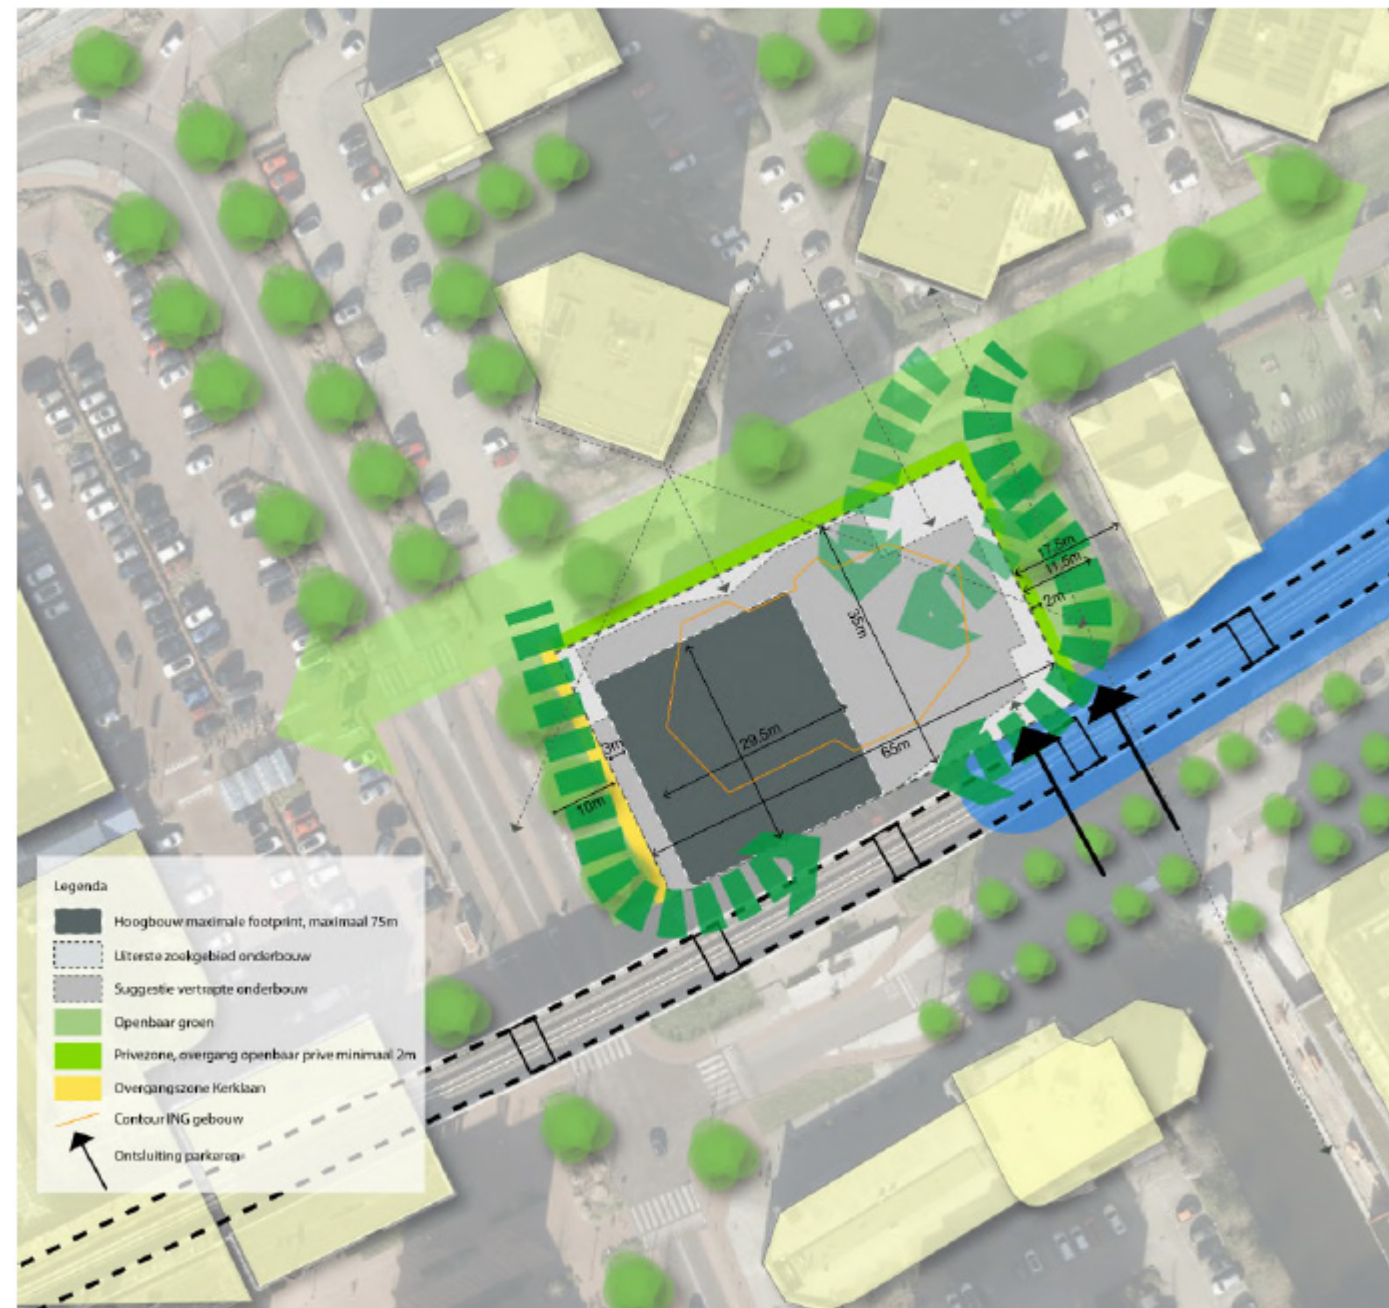 17.5m
11.5m
2m
35m
29.5m
65m
3m
10m
Legenda
Hoogbouw maximale footprint, maximaal 75m
Uiterste zoekgebied onderbouw
Suggestie vertrapte onderbouw
Openbaar groen
Privezone, overgang openbaar prive minimaal 2m
Overgangszone Kerklaan
Contour ING gebouw
Ontsluiting parkeren